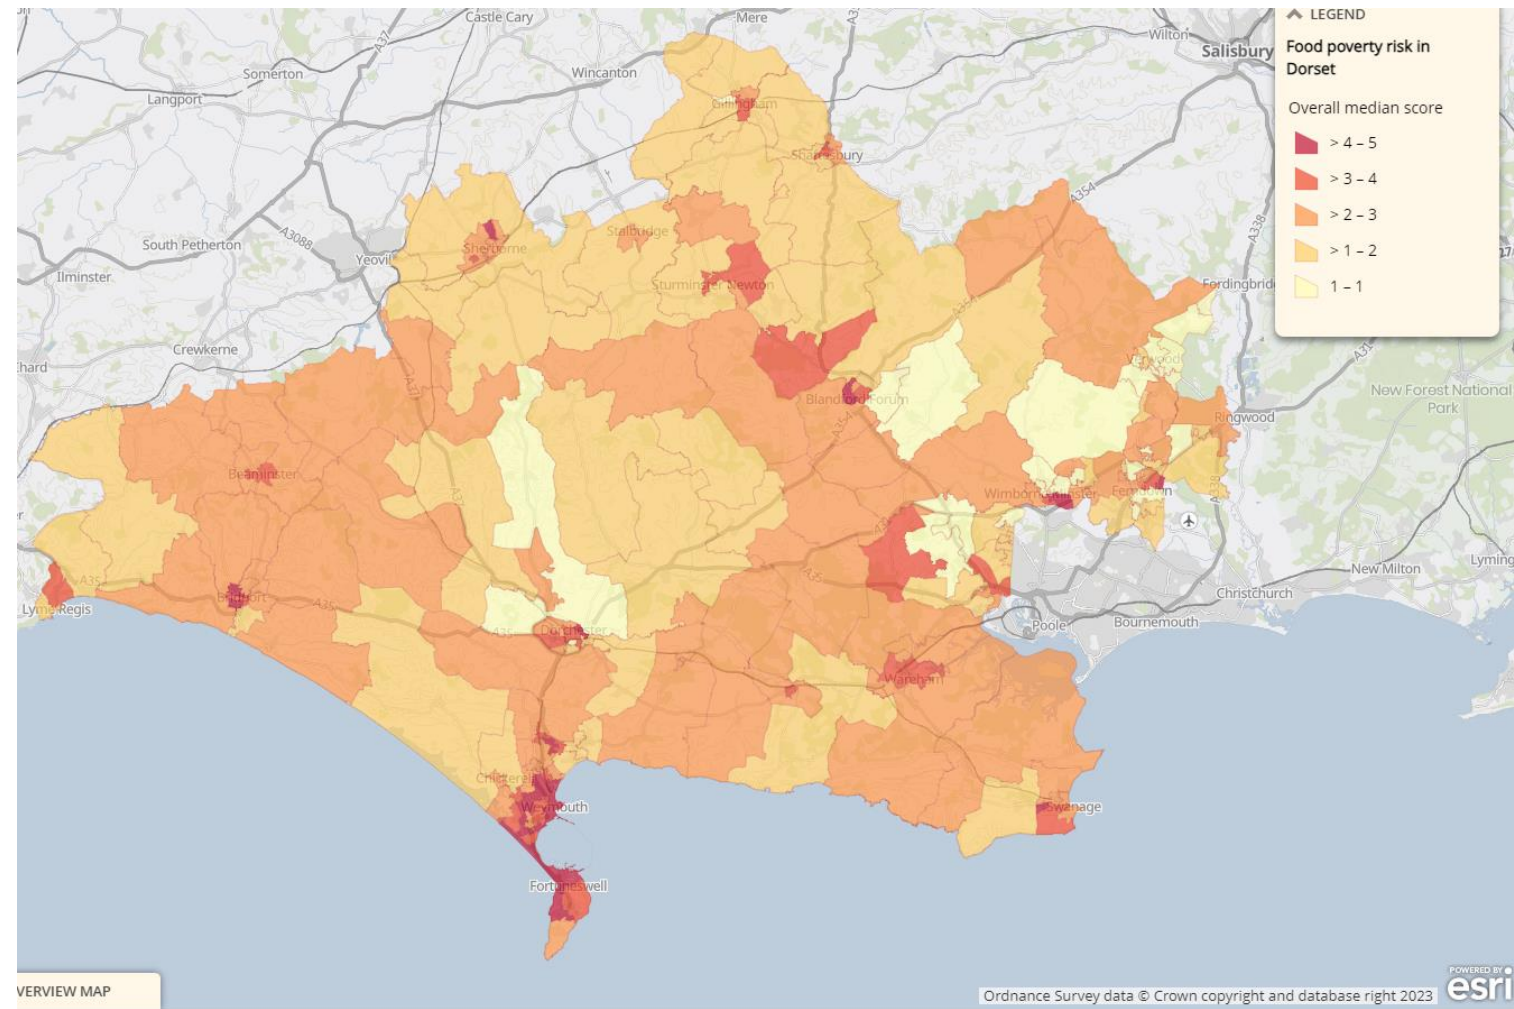 Castle Cary
Mere
Wilton
Salisbury
A37
A354
A338
Somerton
Wincanton
Langport
Gillingham
Shaftesbury
South Petherton
A3088
Yeovil
Sherborne
Stalbridge
Ilminster
Sturminster Newton
Fordingbrid
Crewkerne
Chard
Verwood
A31
New Forest National
Park
Blandford Forum
Ringwood
Beaminster
Wimborne Minster
Ferndown
A35
New Milton
Lyming
Christchurch
Lyme Regis
Bridport
A35
Dorchester
Poole
Bournemouth
Wareham
Chickerell
Weymouth
Swanage
Fortuneswell
LEGEND
Food poverty risk in
Dorset
Overall median score
> 4 – 5
> 3 – 4
> 2 – 3
> 1 – 2
1 – 1
VERVIEW MAP
Ordnance Survey data © Crown copyright and database right 2023
POWERED BY
esri